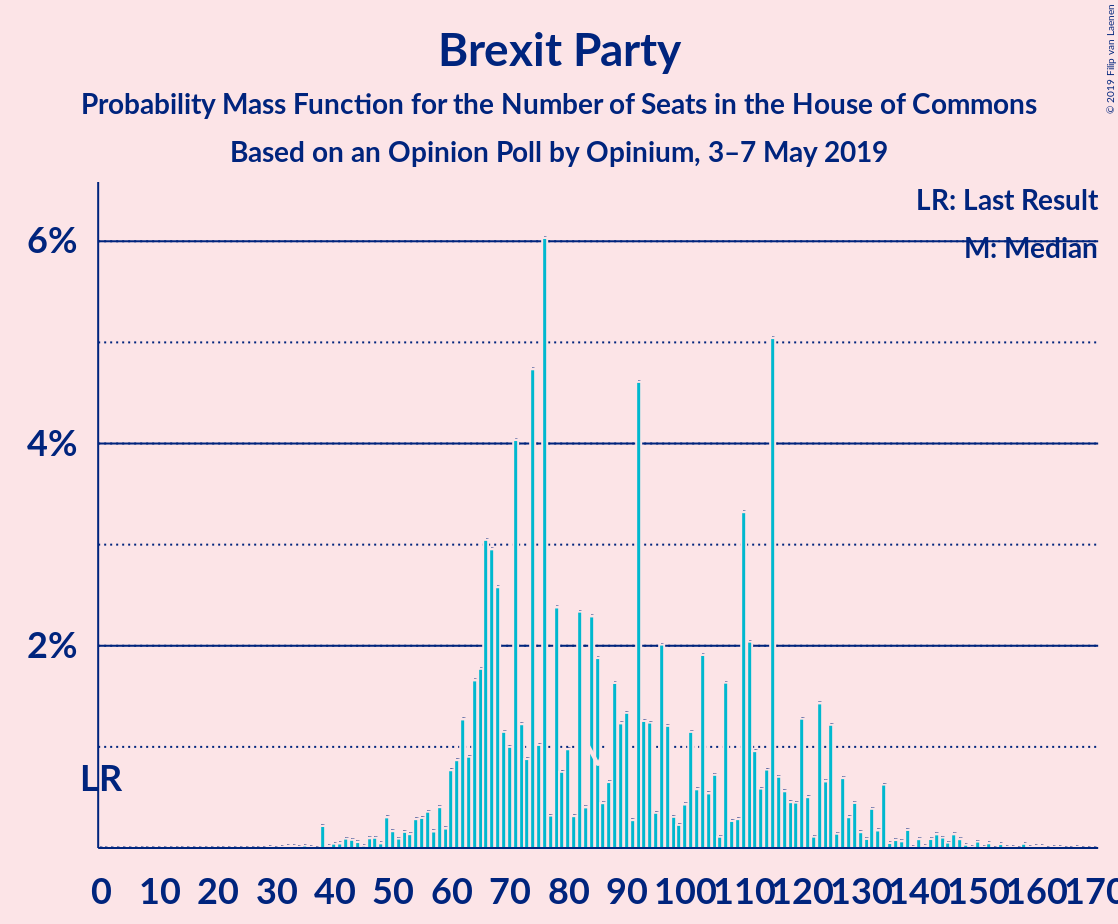 Brexit Party
Probability Mass Function for the Number of Seats in the House of Commons
Based on an Opinion Poll by Opinium, 3–7 May 2019
© 2019 Filip van Laenen
LR: Last Result
M: Median
6%
4%
2%
LR
0 10 20 30 40 50 60 70 80 90 100 110 120 130 140 150 160 170